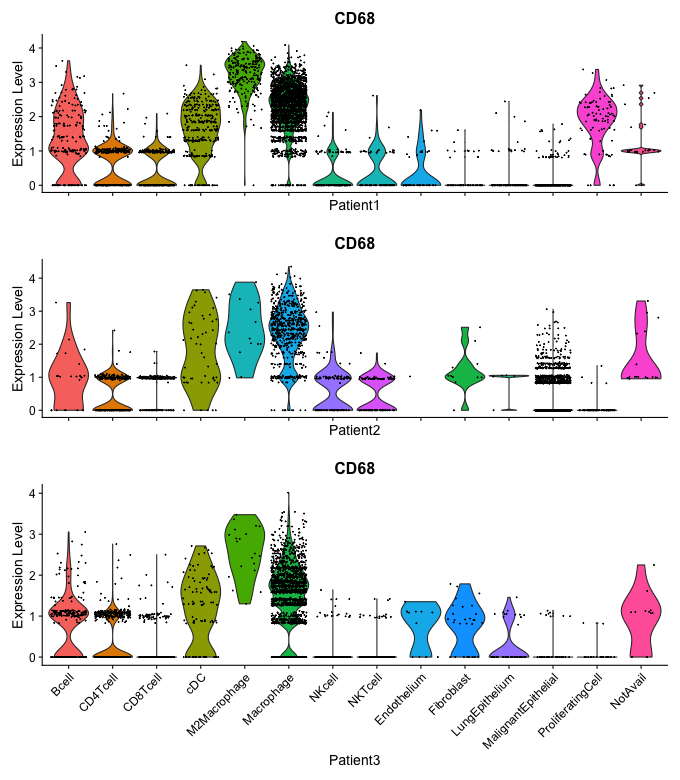 CD68
Expression Level
4
3
2
1
0
Patient1
CD68
Expression Level
4
3
2
1
0
Patient2
CD68
Expression Level
4
3
2
1
0
Bcell
CD4Tcell
CD8Tcell
cDC
M2Macrophage
Macrophage
NKcell
NKTcell
Endothelium
Fibroblast
LungEpithelium
MalignantEpithelial
ProliferatingCell
NotAvail
Patient3